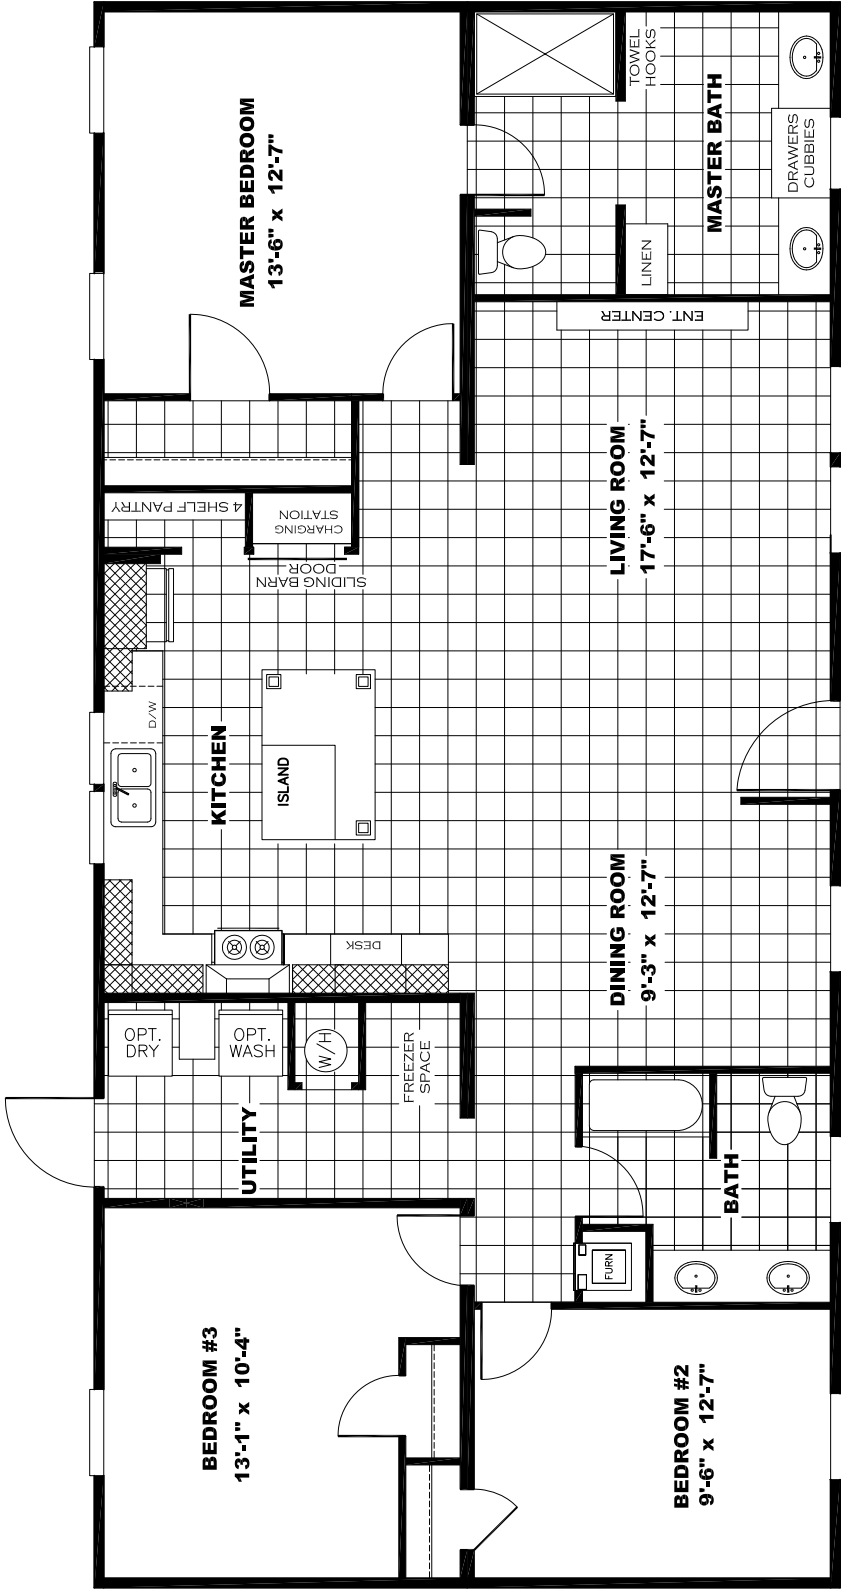 MASTER BEDROOM
13'-6" x 12'-7"
TOWEL
HOOKS
MASTER BATH
DRAWERS
CUBBIES
LINEN
ENT. CENTER
LIVING ROOM
17'-6" x 12'-7"
4 SHELF PANTRY
CHARGING
STATION
SLIDING BARN
DOOR
D/W
KITCHEN
ISLAND
DESK
DINING ROOM
9'-3" x 12'-7"
OPT.
DRY
OPT.
WASH
W/H
FREEZER
SPACE
UTILITY
BATH
FURN
BEDROOM #3
13'-1" x 10'-4"
BEDROOM #2
9'-6" x 12'-7"